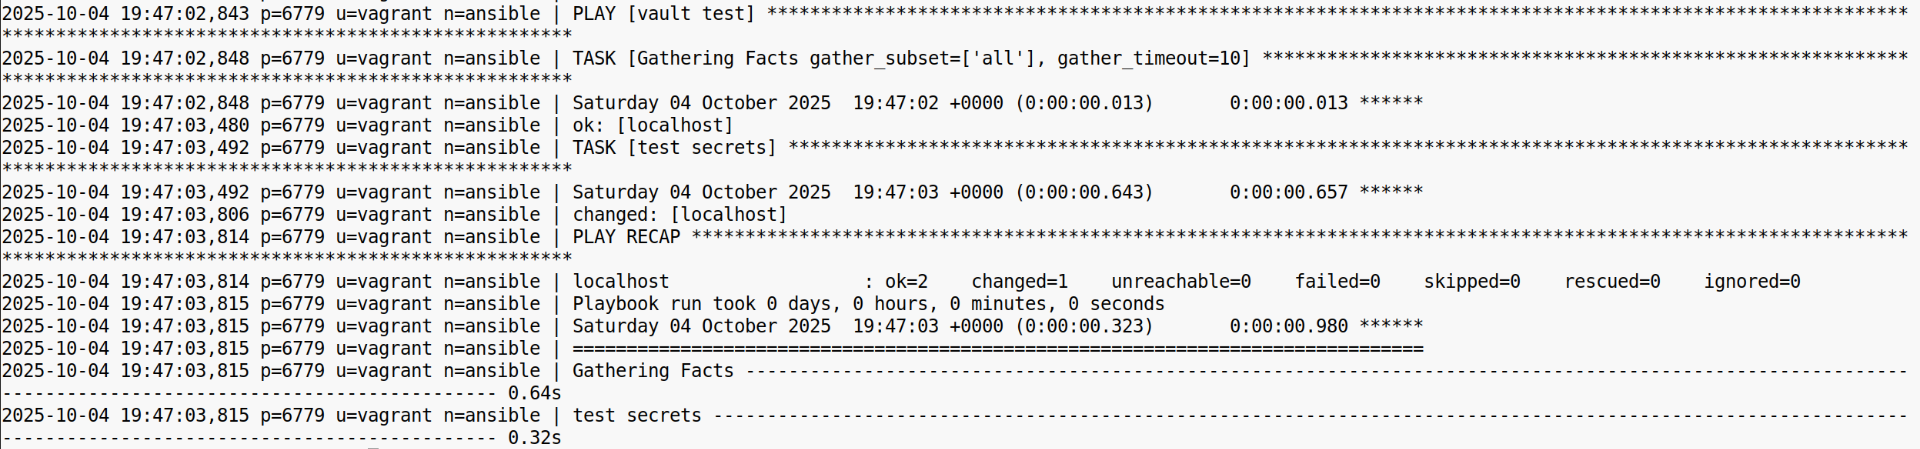 2025-10-04 19:47:02,843 p=6779 u=vagrant n=ansible | PLAY [vault test] **********************************************************************************************************
*****************************************************
2025-10-04 19:47:02,848 p=6779 u=vagrant n=ansible | TASK [Gathering Facts gather_subset=['all'], gather_timeout=10] ************************************************************
*****************************************************
2025-10-04 19:47:02,848 p=6779 u=vagrant n=ansible | Saturday 04 October 2025  19:47:02 +0000 (0:00:00.013)       0:00:00.013 ******
2025-10-04 19:47:03,480 p=6779 u=vagrant n=ansible | ok: [localhost]
2025-10-04 19:47:03,492 p=6779 u=vagrant n=ansible | TASK [test secrets] ********************************************************************************************************
*****************************************************
2025-10-04 19:47:03,492 p=6779 u=vagrant n=ansible | Saturday 04 October 2025  19:47:03 +0000 (0:00:00.643)       0:00:00.657 ******
2025-10-04 19:47:03,806 p=6779 u=vagrant n=ansible | changed: [localhost]
2025-10-04 19:47:03,814 p=6779 u=vagrant n=ansible | PLAY RECAP *****************************************************************************************************************
*****************************************************
2025-10-04 19:47:03,814 p=6779 u=vagrant n=ansible | localhost                  : ok=2    changed=1    unreachable=0    failed=0    skipped=0    rescued=0    ignored=0
2025-10-04 19:47:03,815 p=6779 u=vagrant n=ansible | Playbook run took 0 days, 0 hours, 0 minutes, 0 seconds
2025-10-04 19:47:03,815 p=6779 u=vagrant n=ansible | Saturday 04 October 2025  19:47:03 +0000 (0:00:00.323)       0:00:00.980 ******
2025-10-04 19:47:03,815 p=6779 u=vagrant n=ansible | ===============================================================================
2025-10-04 19:47:03,815 p=6779 u=vagrant n=ansible | Gathering Facts ------------------------------------------------------------------------------------------------------------
---------------------------------------------- 0.64s
2025-10-04 19:47:03,815 p=6779 u=vagrant n=ansible | test secrets ---------------------------------------------------------------------------------------------------------------
---------------------------------------------- 0.32s